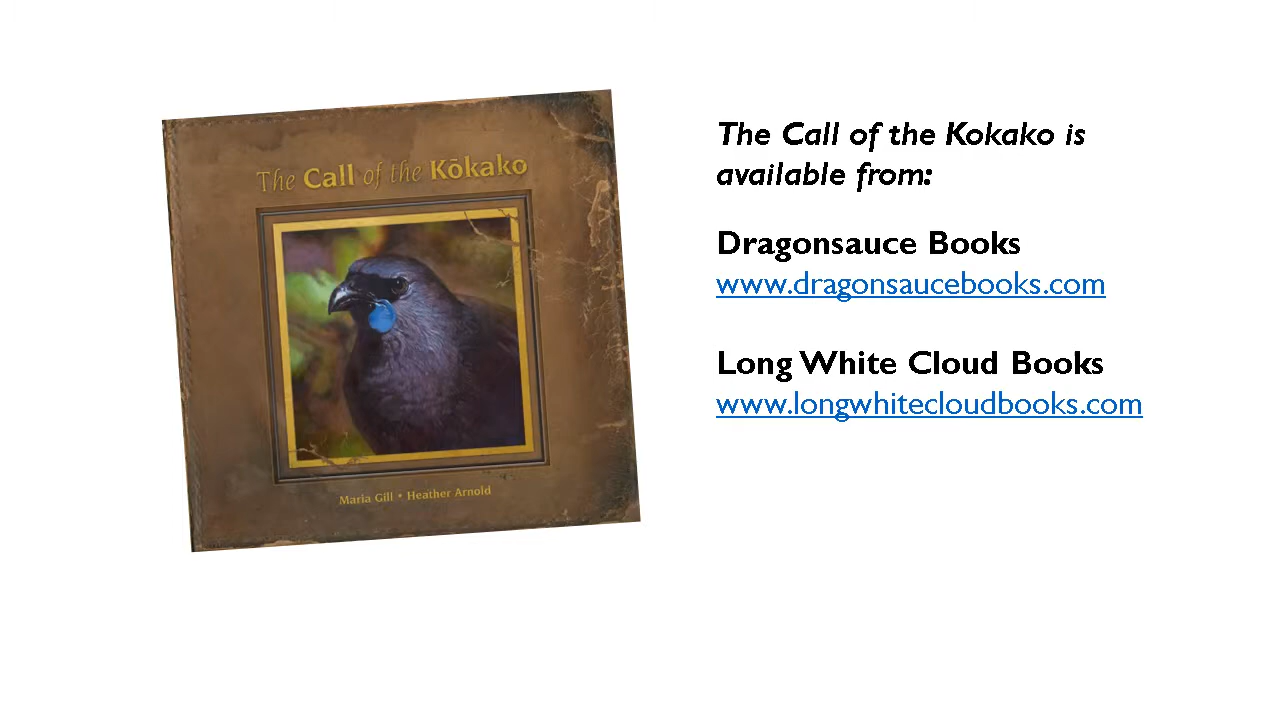 The Call of the Kōkako
Maria Gill • Heather Arnold
The Call of the Kokako is
available from:
Dragonsauce Books
www.dragonsaucebooks.com
Long White Cloud Books
www.longwhitecloudbooks.com